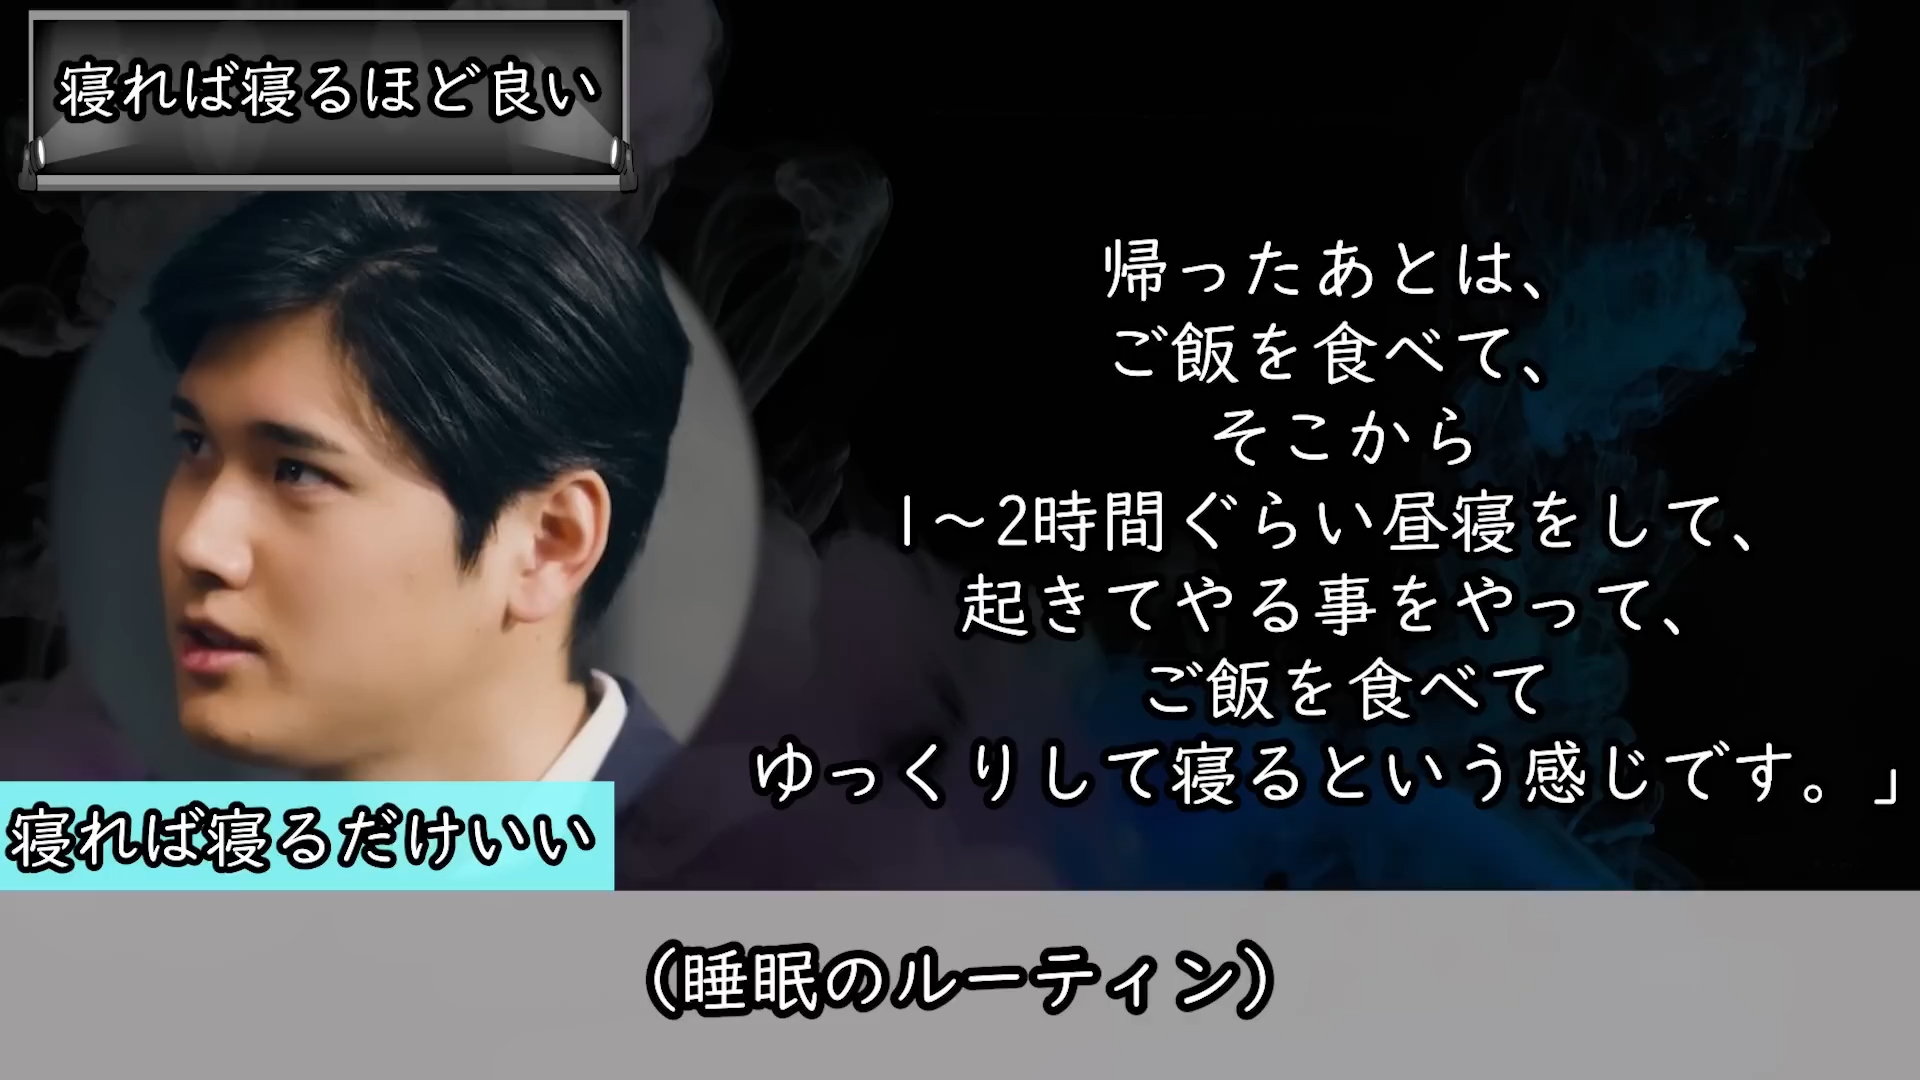 寝れば寝るほど良い
帰ったあとは、
ご飯を食べて、
そこから
1～2時間ぐらい昼寝をして、
起きてやる事をやって、
ご飯を食べて
ゆっくりして寝るという感じです。」
寝れば寝るだけいい
（睡眠のルーティン）